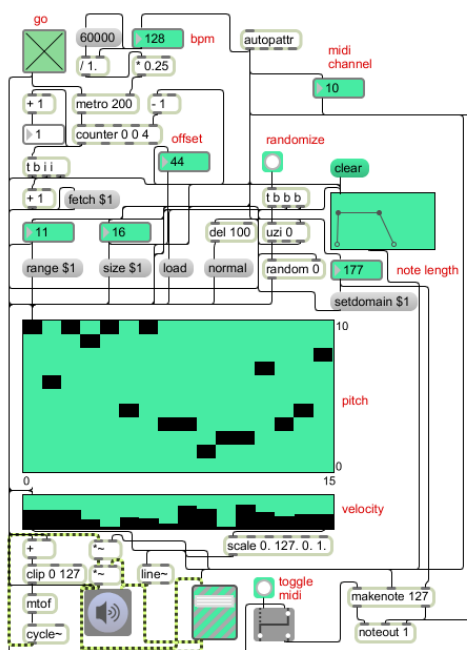 go
60000
128
bpm
autopattr
/ 1.
* 0.25
midi
channel
10
+ 1
metro 200
- 1
1
counter 0 0 4
offset
44
randomize
t b i i
clear
+ 1
fetch $1
t b b b
11
16
del 100
uzi 0
range $1
size $1
load
normal
random 0
177
note length
setdomain $1
10
pitch
0
0
15
velocity
+
*~
scale 0. 127. 0. 1.
clip 0 127
*~
line~
toggle
midi
mtof
makenote 127
cycle~
noteout 1